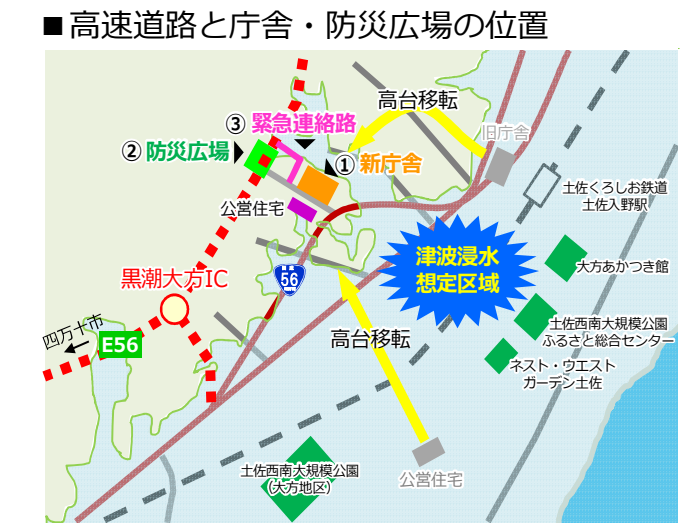 ■高速道路と庁舎・防災広場の位置
高台移転
③ 緊急連絡路
旧庁舎
② 防災広場
① 新庁舎
土佐くろしお鉄道
土佐入野駅
公営住宅
津波浸水
想定区域
大方あかつき館
56
黒潮大方IC
土佐西南大規模公園
ふるさと総合センター
四万十市
E56
高台移転
ネスト・ウエスト
ガーデン土佐
土佐西南大規模公園
(大方地区)
公営住宅